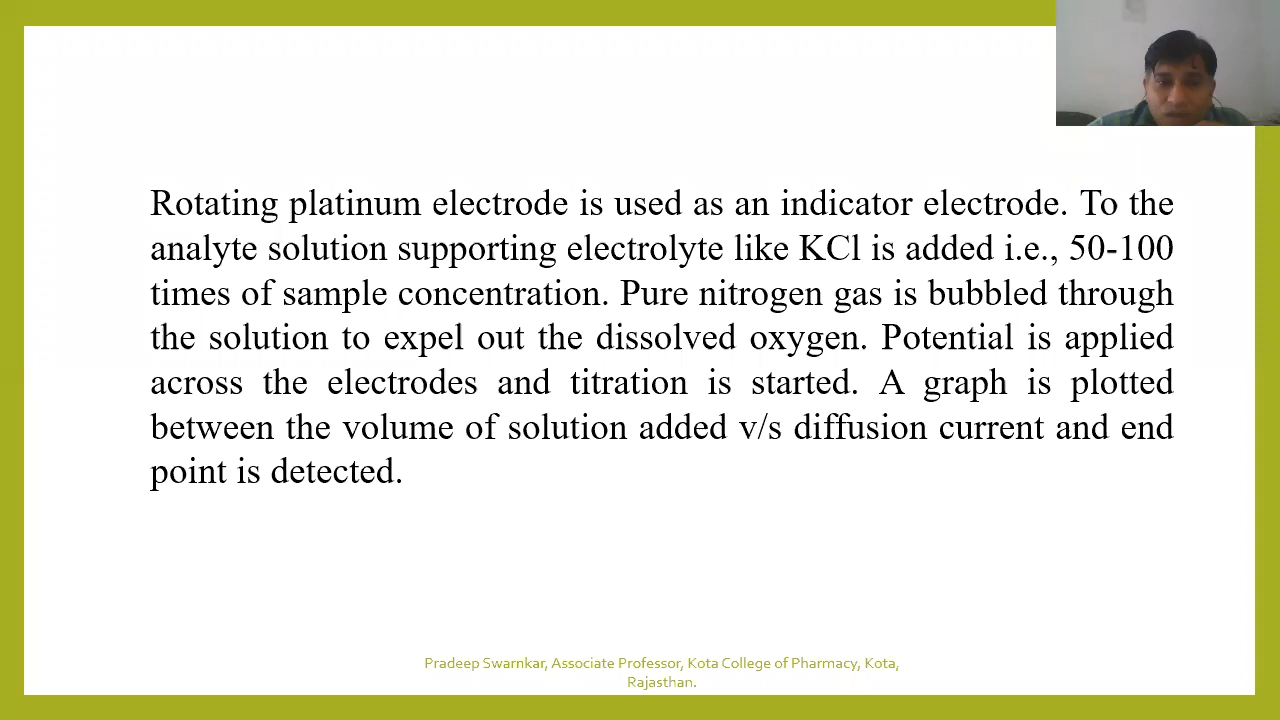 Rotating platinum electrode is used as an indicator electrode. To the
analyte solution supporting electrolyte like KCl is added i.e., 50-100
times of sample concentration. Pure nitrogen gas is bubbled through
the solution to expel out the dissolved oxygen. Potential is applied
across the electrodes and titration is started. A graph is plotted
between the volume of solution added v/s diffusion current and end
point is detected.
Pradeep Swarnkar, Associate Professor, Kota College of Pharmacy, Kota,
Rajasthan.